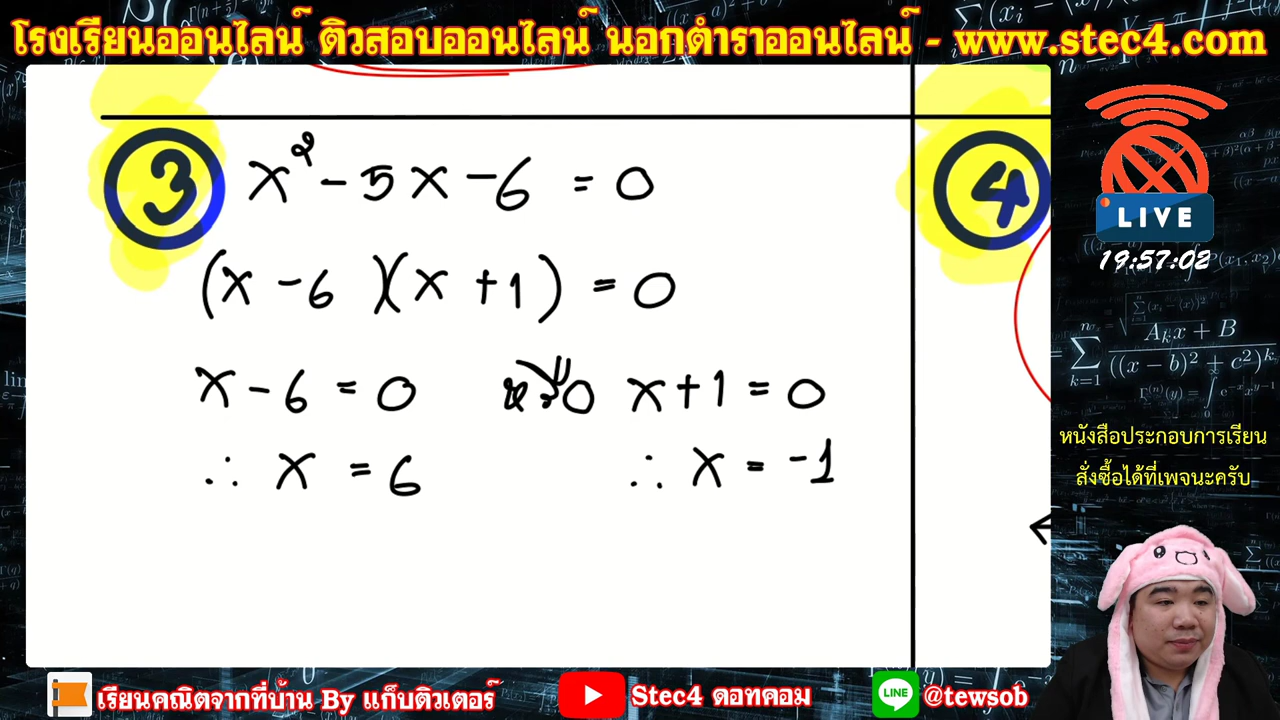 โรงเรียนออนไลน์ ติวสอบออนไลน์ นอกตำราออนไลน์ - www.stec4.com
③ x² - 5x - 6 = 0
④
(x - 6)(x + 1) = 0
x - 6 = 0 หรือ x + 1 = 0
∴ x = 6 ∴ x = -1
LIVE
19:57:02
หนังสือประกอบการเรียน
สั่งซื้อได้ที่เพจนะครับ
เรียนคณิตจากที่บ้าน By แก็บติวเตอร์
Stec4 ดอทคอม
LINE @tewsob